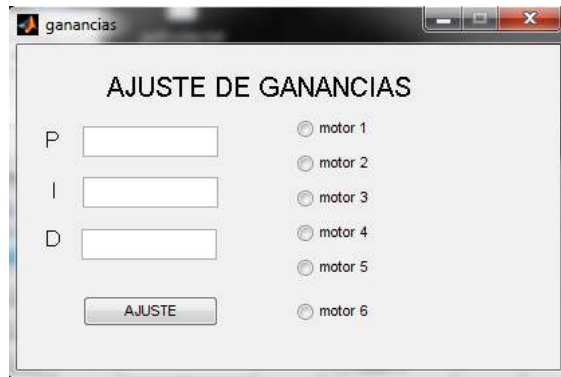 ganancias
AJUSTE DE GANANCIAS
P
I
D
AJUSTE
motor 1
motor 2
motor 3
motor 4
motor 5
motor 6